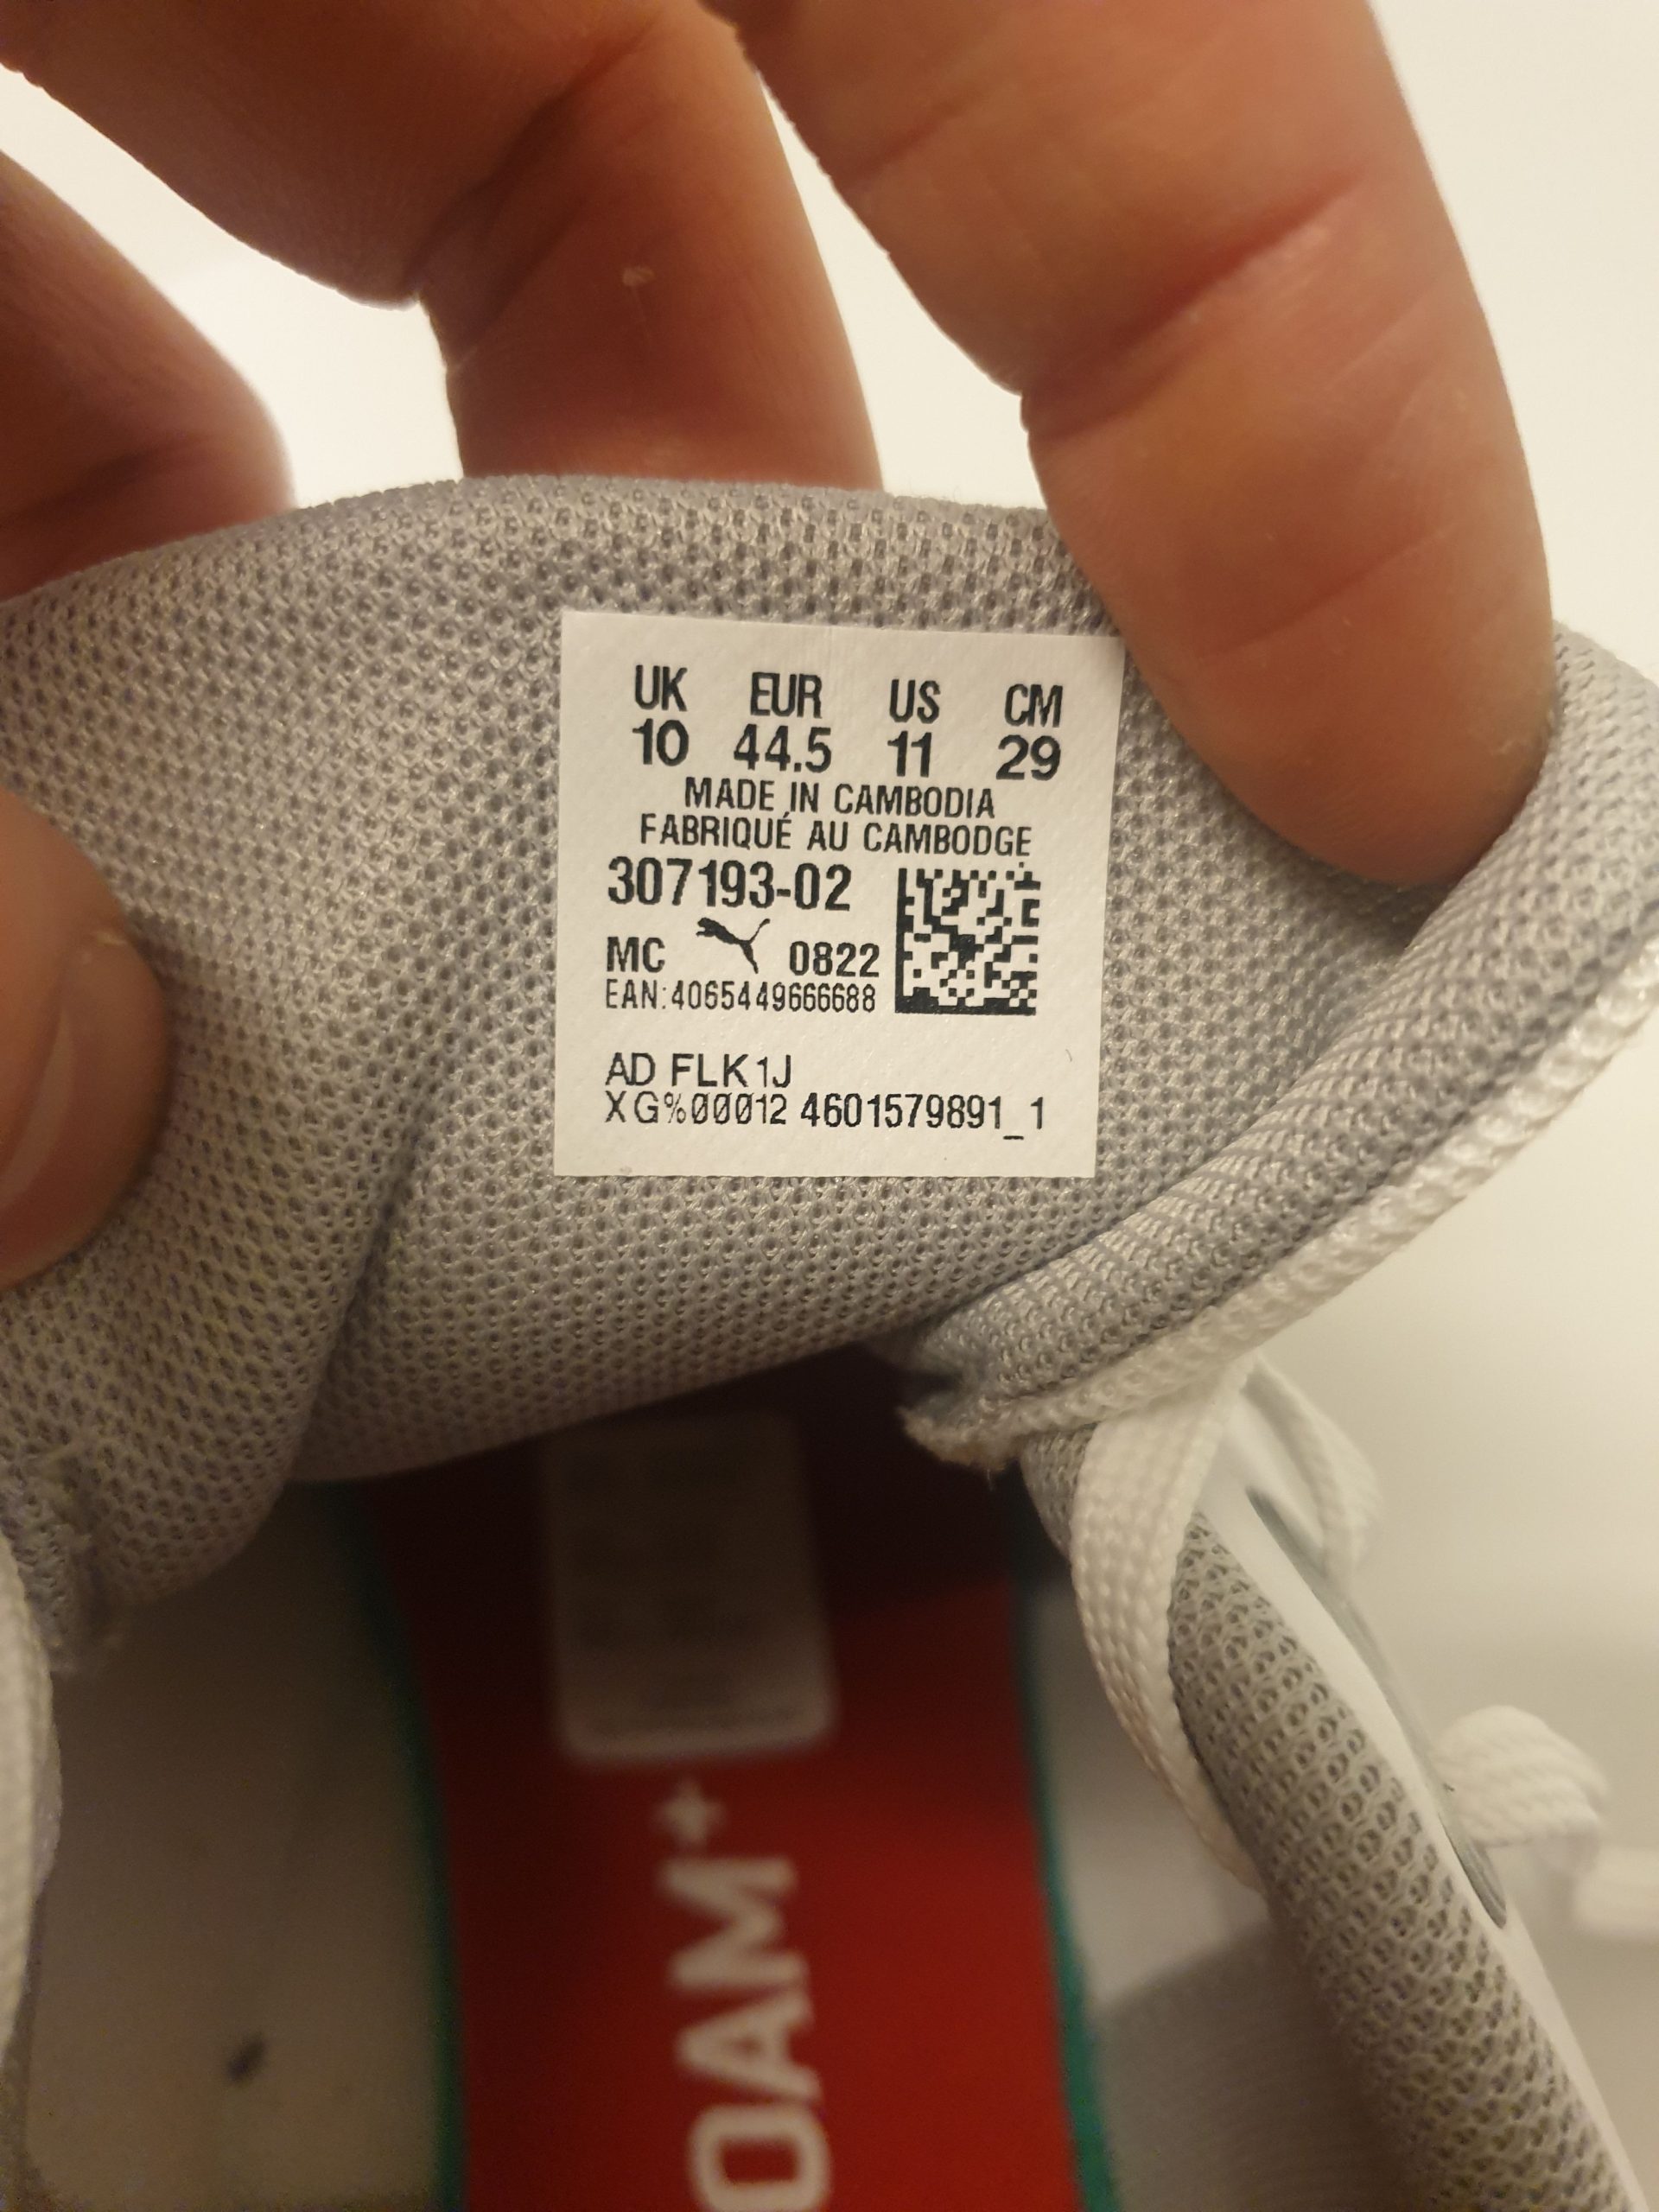 UK EUR US CM
10 44.5 11 29
MADE IN CAMBODIA
FABRIQUÉ AU CAMBODGE
307193-02
MC 0822
EAN:4065449666688
AD FLK1J
XG%00012 4601579891_1
OAM+